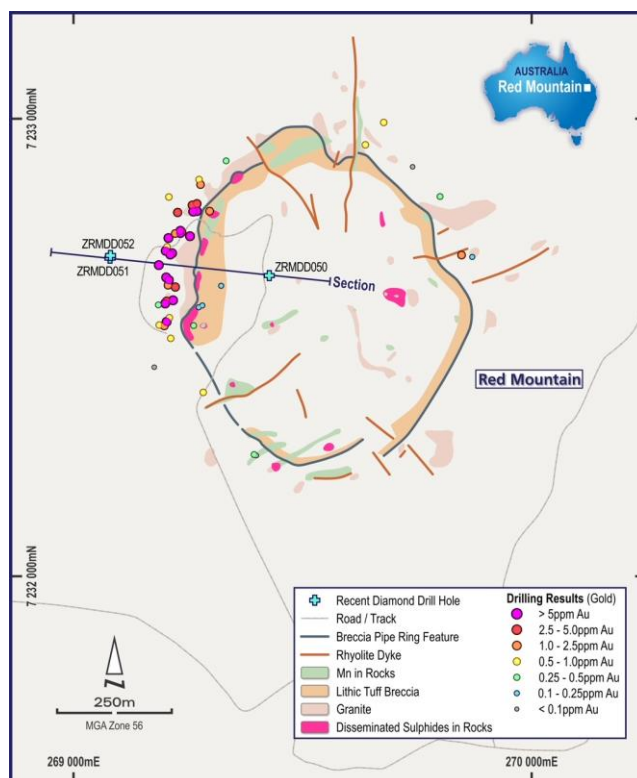 AUSTRALIA
Red Mountain
7 233 000mN
ZRMDD052
ZRMDD051
ZRMDD050
Section
Red Mountain
7 232 000mN
Recent Diamond Drill Hole
Road / Track
Breccia Pipe Ring Feature
Rhyolite Dyke
Mn in Rocks
Lithic Tuff Breccia
Granite
Disseminated Sulphides in Rocks
Drilling Results (Gold)
> 5ppm Au
2.5 - 5.0ppm Au
1.0 - 2.5ppm Au
0.5 - 1.0ppm Au
0.25 - 0.5ppm Au
0.1 - 0.25ppm Au
< 0.1ppm Au
N
250m
MGA Zone 56
269 000mE
270 000mE